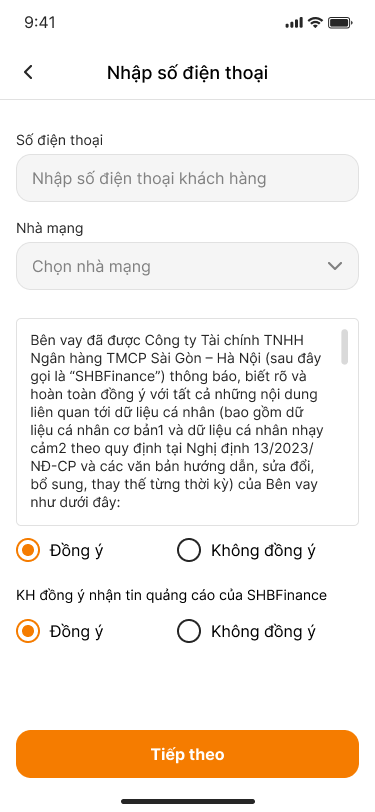 9:41
Nhập số điện thoại
Số điện thoại
Nhập số điện thoại khách hàng
Nhà mạng
Chọn nhà mạng
Bên vay đã được Công ty Tài chính TNHH
Ngân hàng TMCP Sài Gòn – Hà Nội (sau đây
gọi là “SHBFinance”) thông báo, biết rõ và
hoàn toàn đồng ý với tất cả những nội dung
liên quan tới dữ liệu cá nhân (bao gồm dữ
liệu cá nhân cơ bản1 và dữ liệu cá nhân nhạy
cảm2 theo quy định tại Nghị định 13/2023/
NĐ-CP và các văn bản hướng dẫn, sửa đổi,
bổ sung, thay thế từng thời kỳ) của Bên vay
như dưới đây:
Đồng ý Không đồng ý
KH đồng ý nhận tin quảng cáo của SHBFinance
Đồng ý Không đồng ý
Tiếp theo